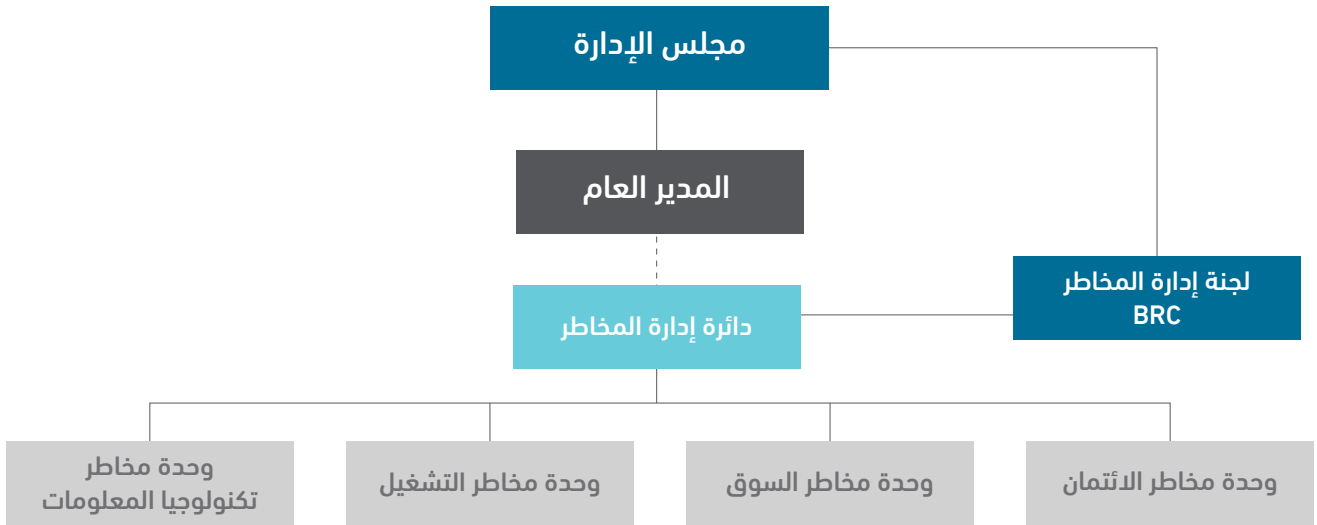 مجلس الإدارة
المدير العام
لجنة إدارة المخاطر
BRC
دائرة إدارة المخاطر
وحدة مخاطر الائتمان
وحدة مخاطر السوق
وحدة مخاطر التشغيل
وحدة مخاطر
تكنولوجيا المعلومات